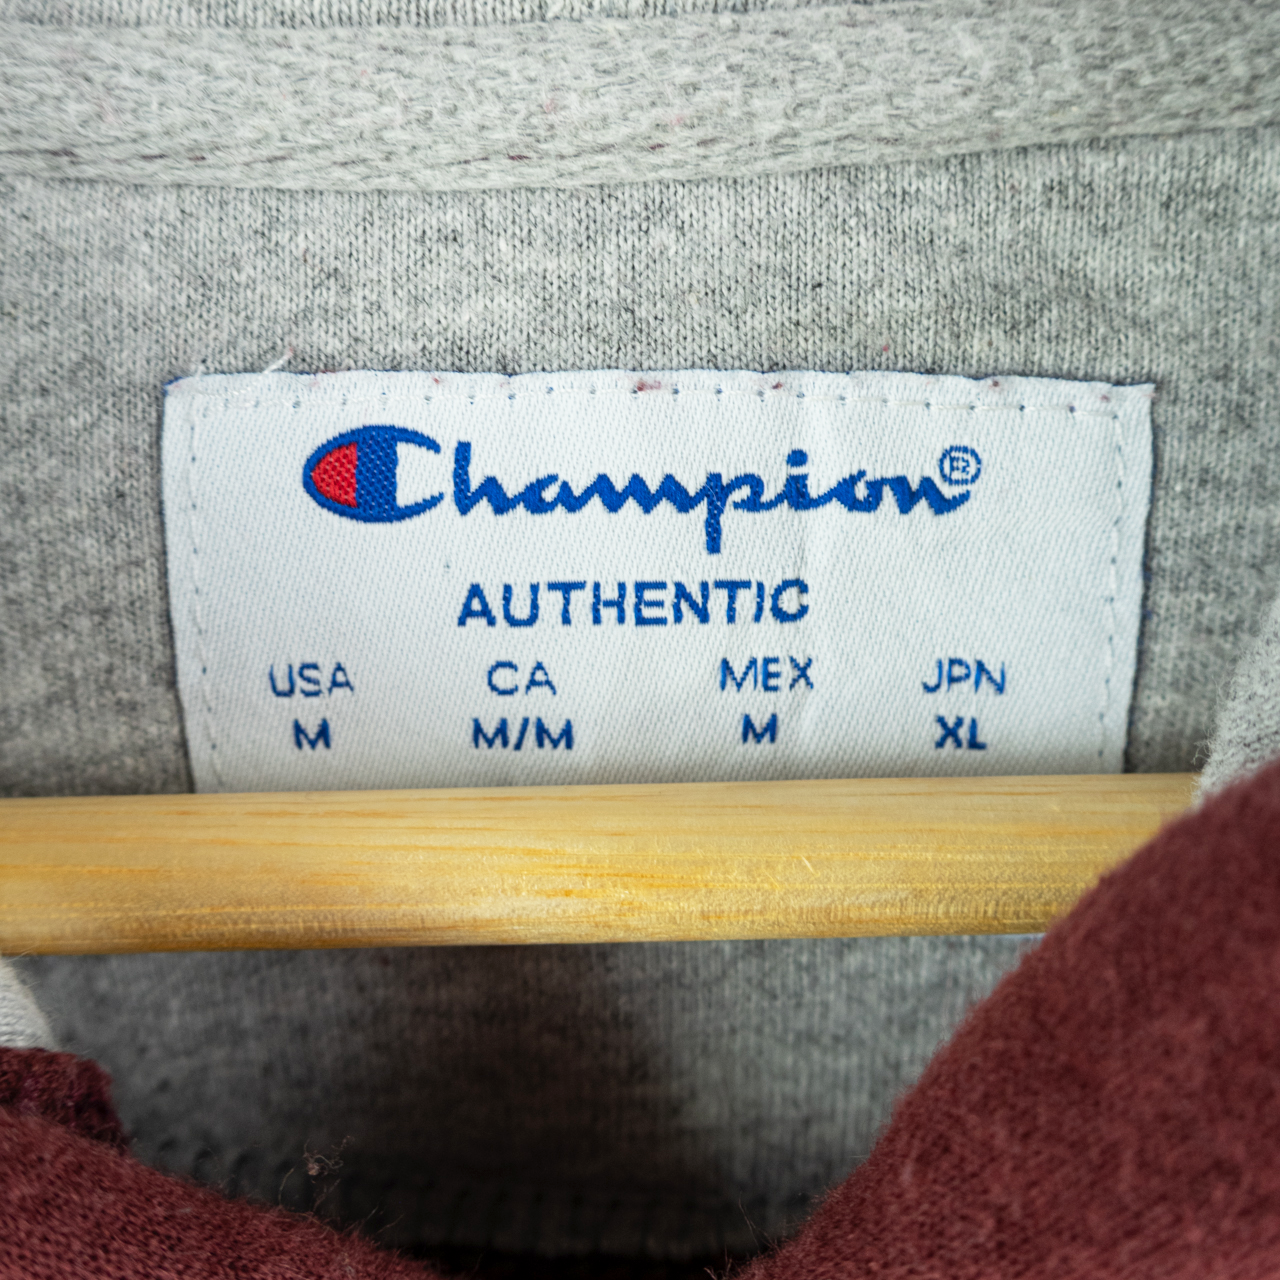 Champion®
AUTHENTIC
USA CA MEX JPN
M M/M M XL